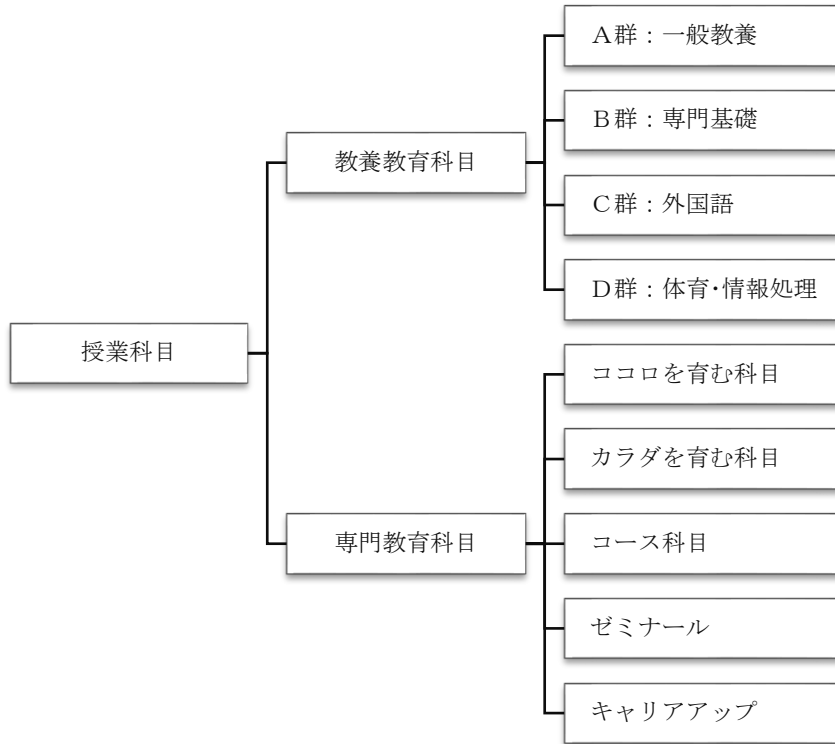 授業科目
教養教育科目
Ａ群：一般教養
Ｂ群：専門基礎
Ｃ群：外国語
Ｄ群：体育･情報処理
専門教育科目
ココロを育む科目
カラダを育む科目
コース科目
ゼミナール
キャリアアップ